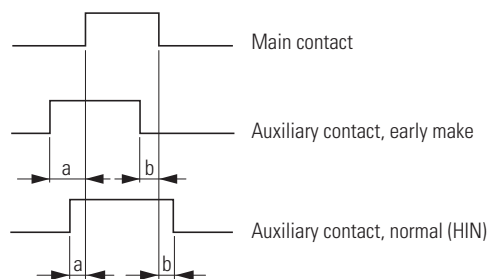 Main contact
Auxiliary contact, early make
a b
Auxiliary contact, normal (HIN)
a b